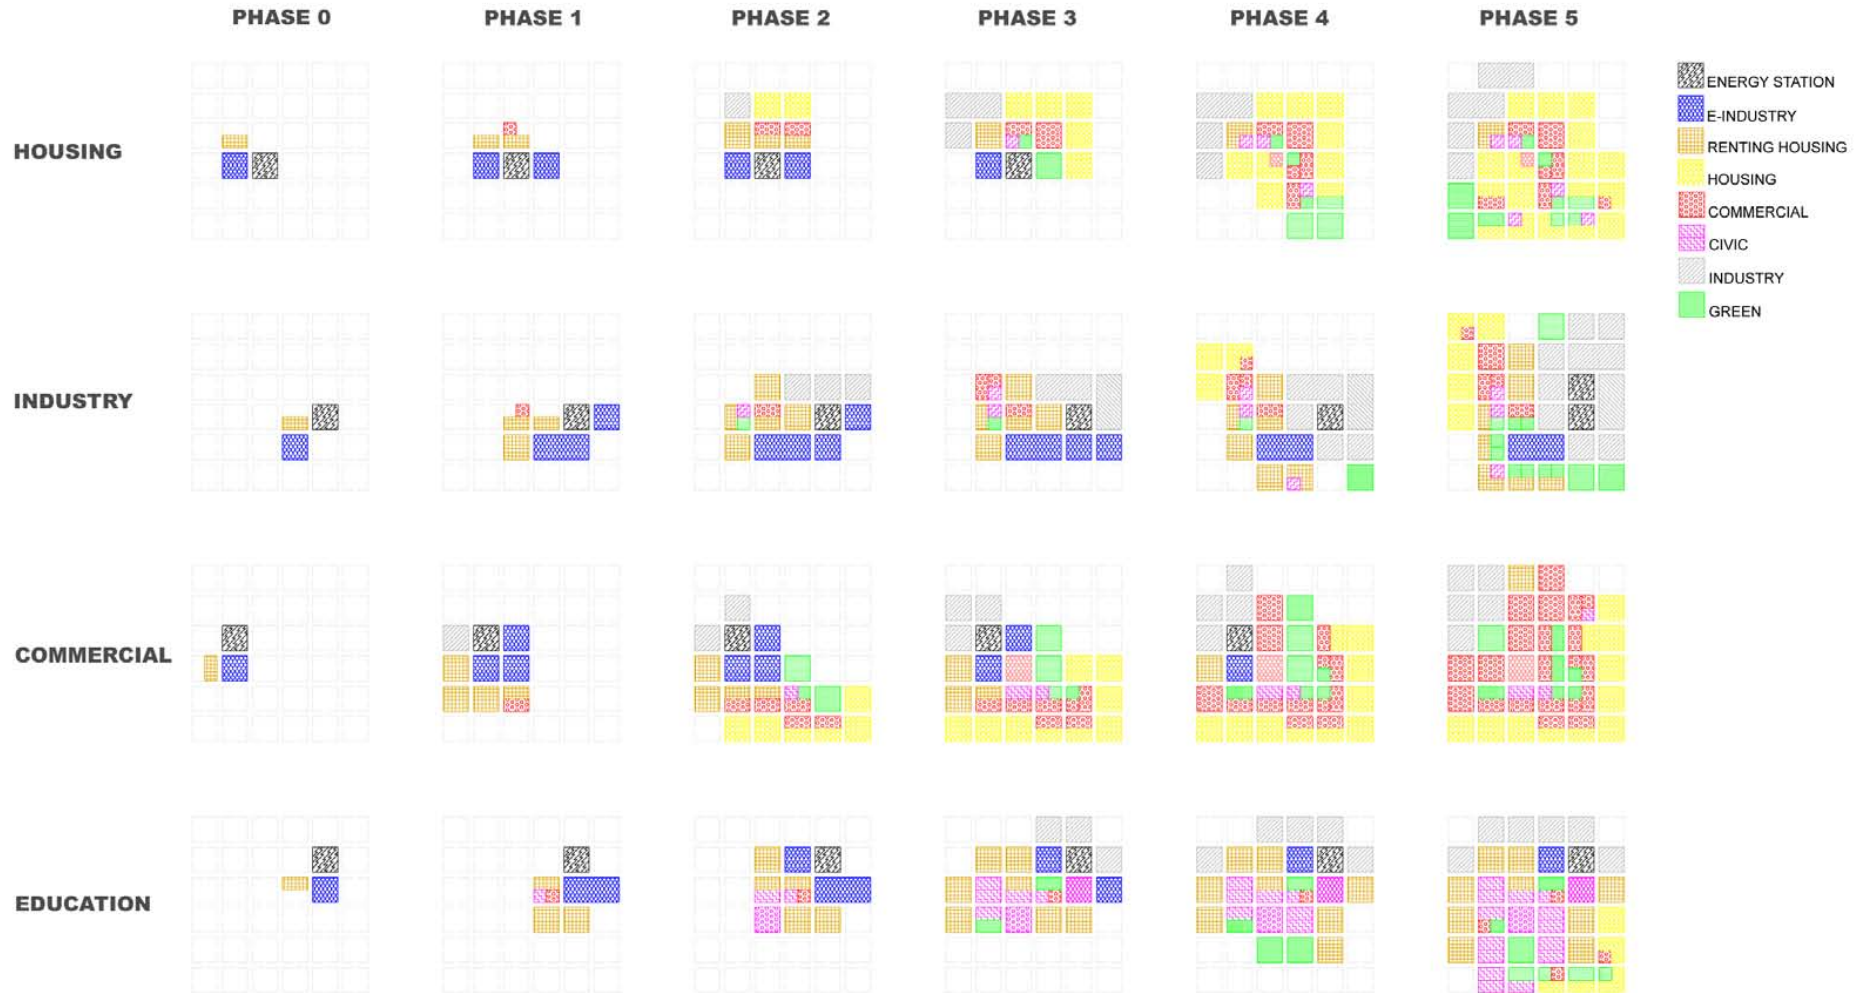 PHASE 0
PHASE 1
PHASE 2
PHASE 3
PHASE 4
PHASE 5
HOUSING
INDUSTRY
COMMERCIAL
EDUCATION
ENERGY STATION
E-INDUSTRY
RENTING HOUSING
HOUSING
COMMERCIAL
CIVIC
INDUSTRY
GREEN